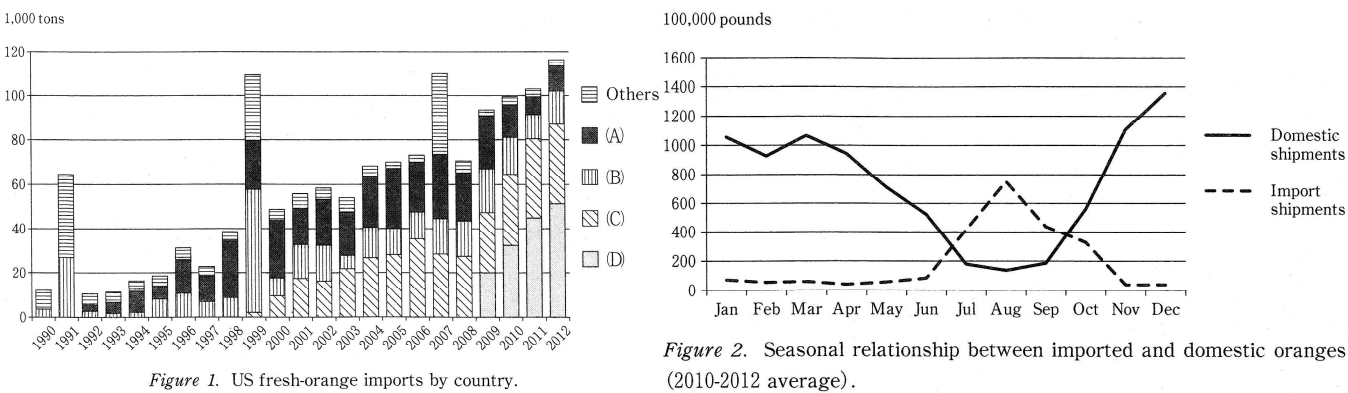 1,000 tons
120
100
80
60
40
20
0
1990
1991
1992
1993
1994
1995
1996
1997
1998
1999
2000
2001
2002
2003
2004
2005
2006
2007
2008
2009
2010
2011
2012
Others
(A)
(B)
(C)
(D)
Figure 1. US fresh-orange imports by country.
100,000 pounds
1600
1400
1200
1000
800
600
400
200
0
Jan Feb Mar Apr May Jun Jul Aug Sep Oct Nov Dec
Domestic
shipments
Import
shipments
Figure 2. Seasonal relationship between imported and domestic oranges
(2010-2012 average).